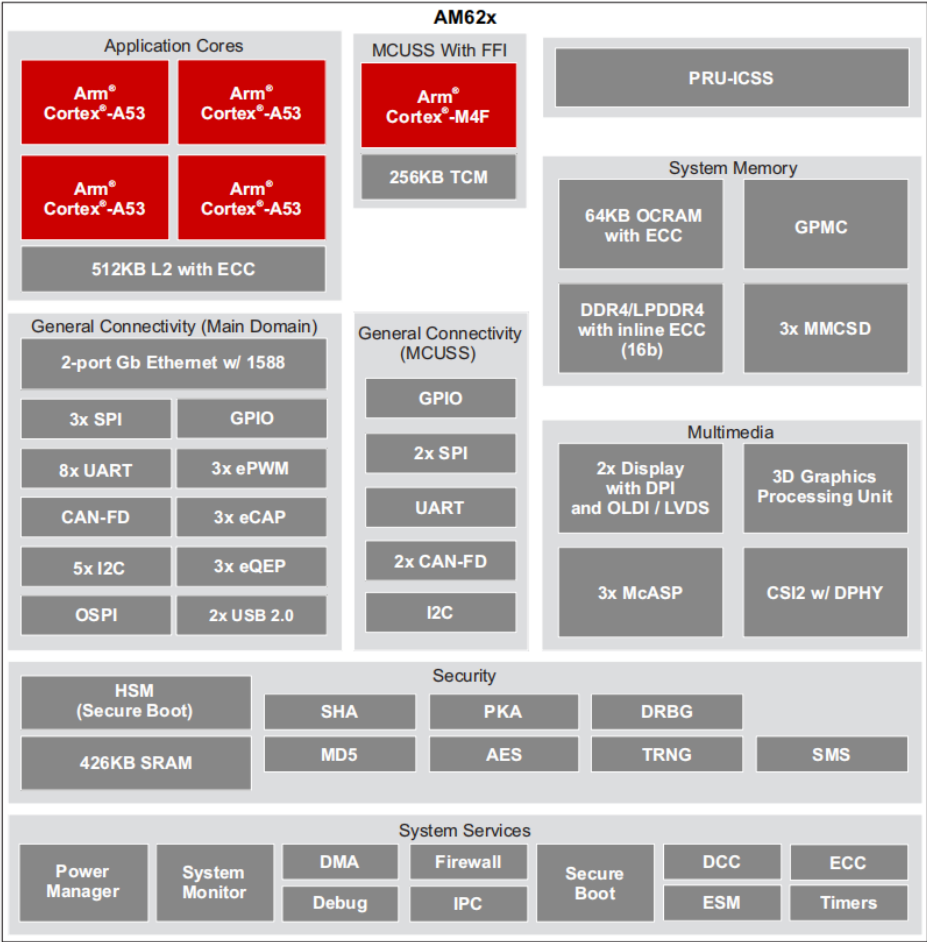 AM62x
Application Cores
Arm®
Cortex®-A53
Arm®
Cortex®-A53
Arm®
Cortex®-A53
Arm®
Cortex®-A53
512KB L2 with ECC
MCUSS With FFI
Arm®
Cortex®-M4F
256KB TCM
PRU-ICSS
System Memory
64KB OCRAM
with ECC
GPMC
DDR4/LPDDR4
with inline ECC
(16b)
3x MMCSD
General Connectivity (Main Domain)
2-port Gb Ethernet w/ 1588
3x SPI
GPIO
8x UART
3x ePWM
CAN-FD
3x eCAP
5x I2C
3x eQEP
OSPI
2x USB 2.0
General Connectivity
(MCUSS)
GPIO
2x SPI
UART
2x CAN-FD
I2C
Multimedia
2x Display
with DPI
and OLDI / LVDS
3D Graphics
Processing Unit
3x McASP
CSI2 w/ DPHY
Security
HSM
(Secure Boot)
SHA
PKA
DRBG
426KB SRAM
MD5
AES
TRNG
SMS
System Services
Power
Manager
System
Monitor
DMA
Firewall
Debug
IPC
Secure
Boot
DCC
ECC
ESM
Timers